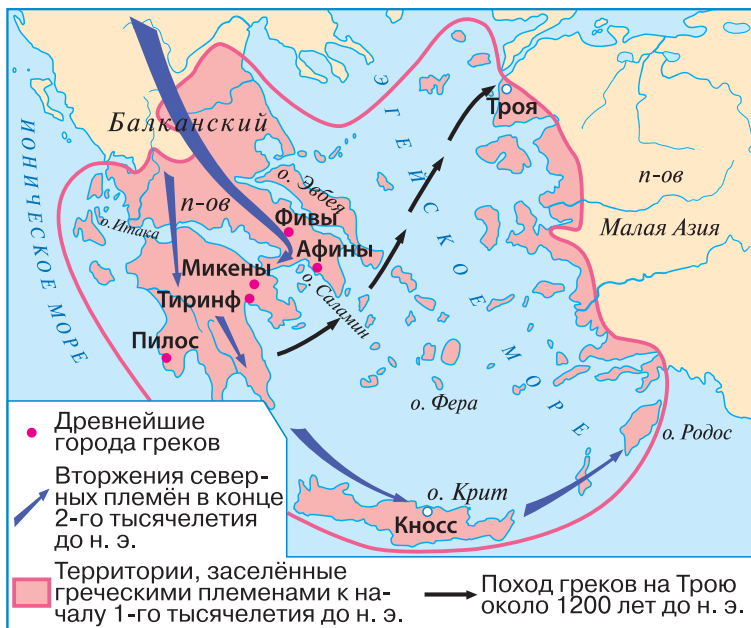 ИОНИЧЕСКОЕ МОРЕ
Балканский
п-ов
ЭГЕЙСКОЕ МОРЕ
Троя
п-ов
Малая Азия
о. Эвбея
Фивы
Афины
о. Итака
Микены
о. Саламин
Тиринф
Пилос
о. Фера
о. Родос
о. Крит
Кносс
Древнейшие
города греков
Вторжения север-
ных племён в конце
2-го тысячелетия
до н. э.
Территории, заселённые
греческими племенами к на-
чалу 1-го тысячелетия до н. э.
Поход греков на Трою
около 1200 лет до н. э.